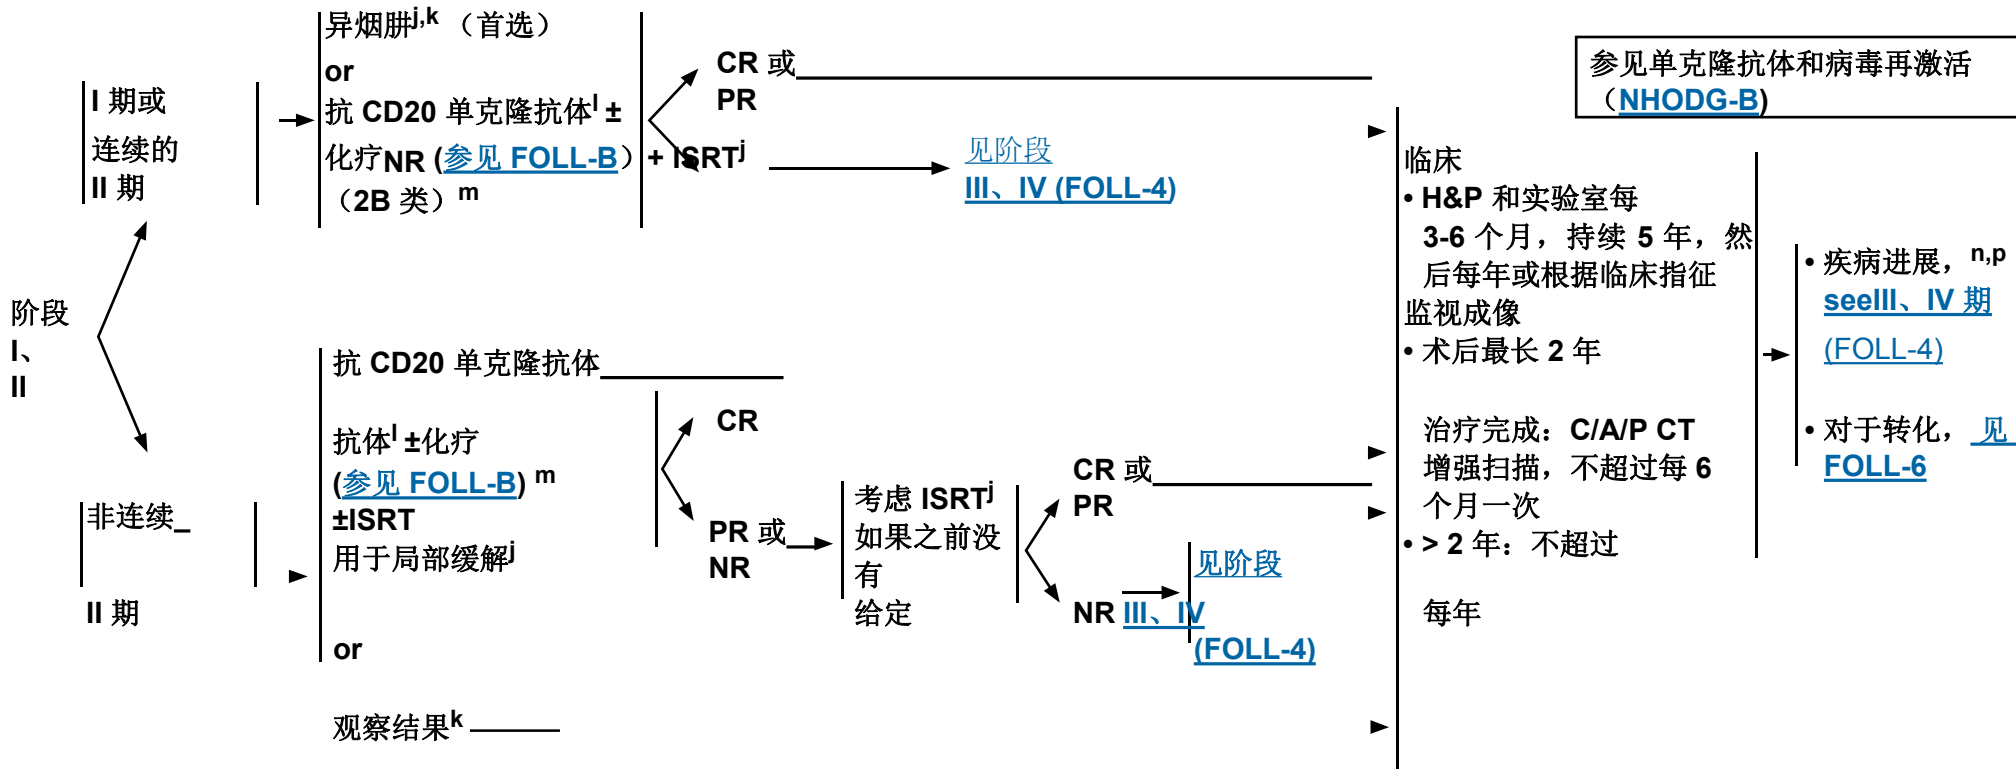 异烟肼j,k （首选）
or
抗 CD20 单克隆抗体l ±
化疗NR (参见 FOLL-B） + ISRTj
（2B 类）m
I 期或
连续的
II 期
CR 或
PR
见阶段
III、IV (FOLL-4)
参见单克隆抗体和病毒再激活
（NHODG-B)
阶段
I、
II
临床
• H&P 和实验室每
3-6 个月，持续 5 年，然
后每年或根据临床指征
监视成像
• 术后最长 2 年
治疗完成：C/A/P CT
增强扫描，不超过每 6
个月一次
• > 2 年：不超过
每年
• 疾病进展，n,p
seeIII、IV 期
(FOLL-4)
• 对于转化，见
FOLL-6
非连续_
II 期
抗 CD20 单克隆抗体
抗体l ±化疗
(参见 FOLL-B) m
±ISRT
用于局部缓解j
or
观察结果k
CR
PR 或
NR
考虑 ISRTj
如果之前没
有
给定
CR 或
PR
NR
见阶段
III、IV
(FOLL-4)